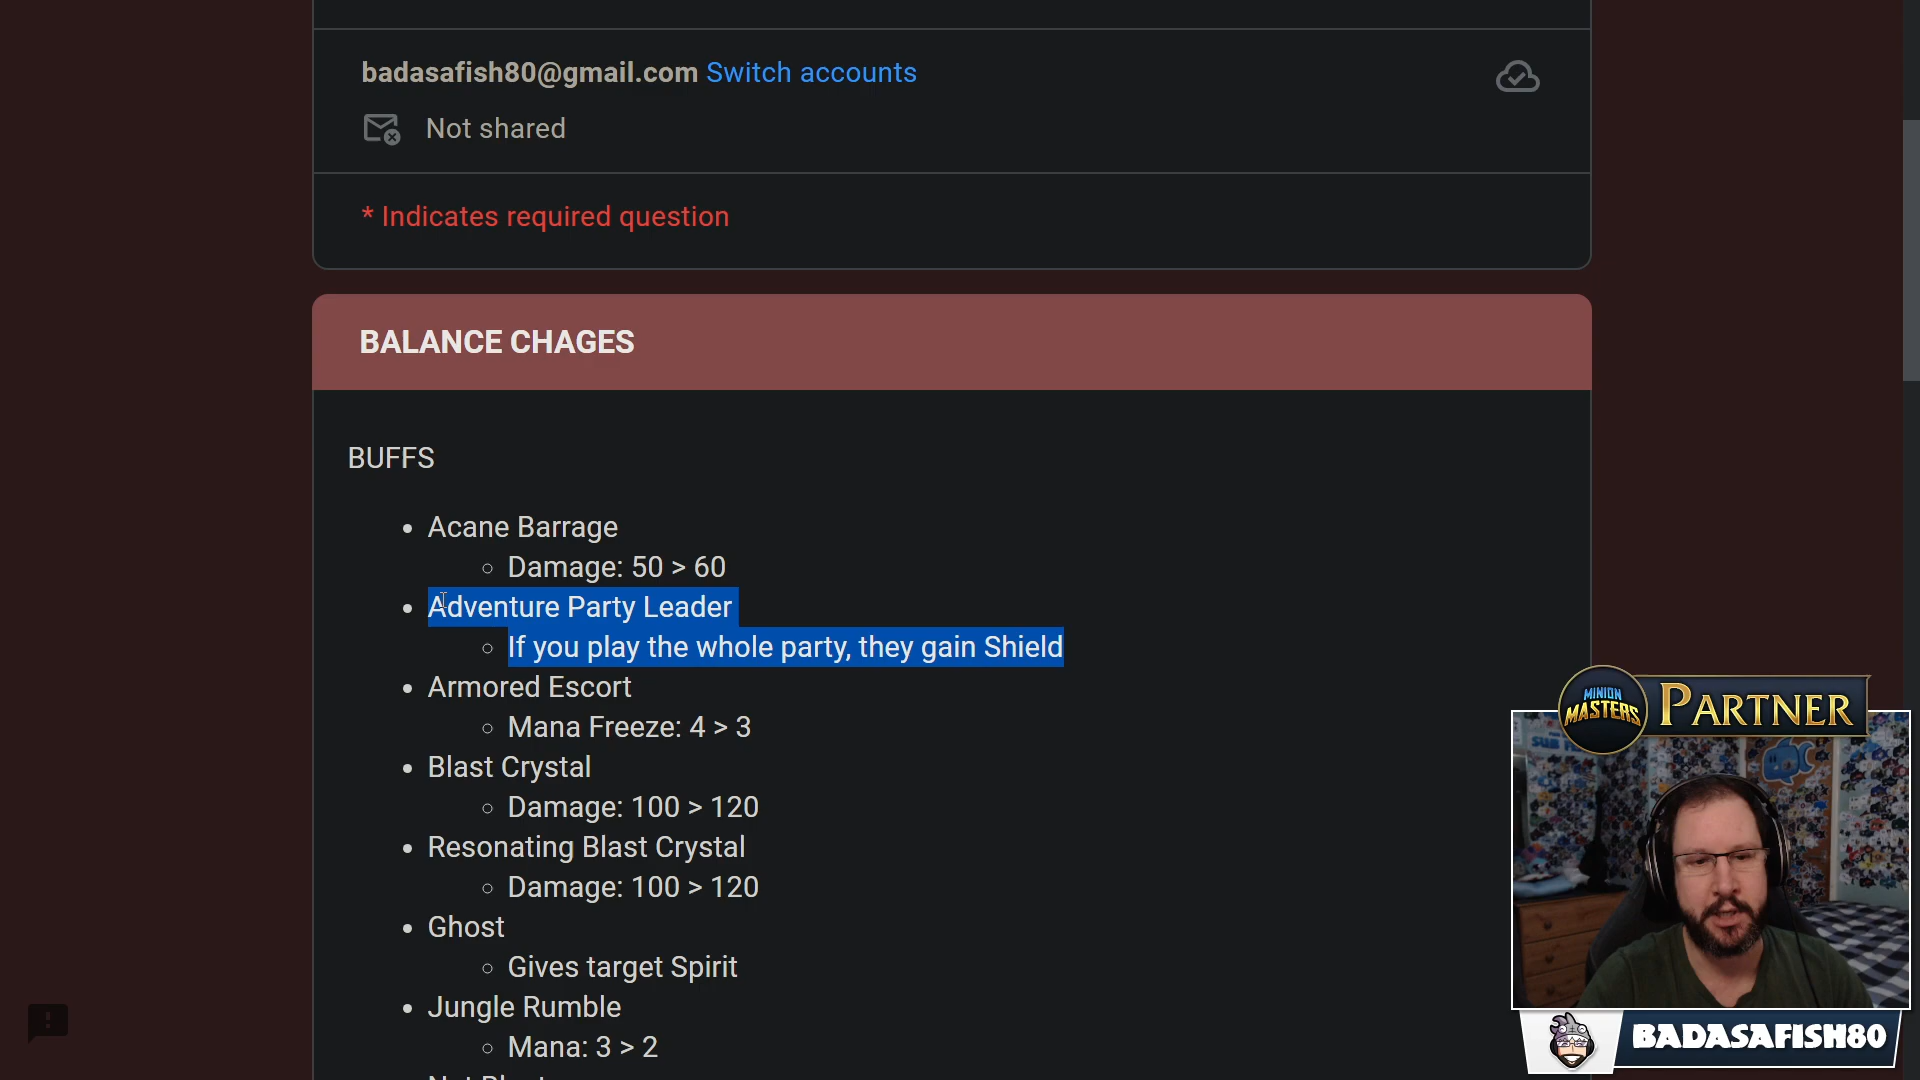 badasafish80@gmail.com Switch accounts
Not shared
* Indicates required question
BALANCE CHAGES
BUFFS
Acane Barrage
Damage: 50 > 60
Adventure Party Leader
If you play the whole party, they gain Shield
Armored Escort
Mana Freeze: 4 > 3
Blast Crystal
Damage: 100 > 120
Resonating Blast Crystal
Damage: 100 > 120
Ghost
Gives target Spirit
Jungle Rumble
Mana: 3 > 2
MINION
MASTERS
PARTNER
BADASAFISH80